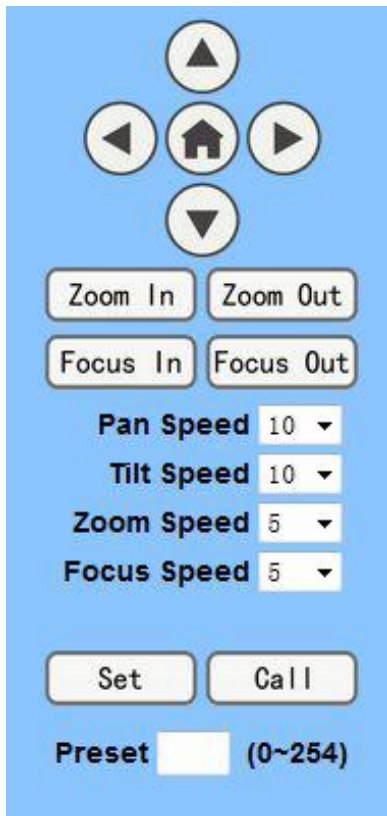 Zoom In Zoom Out
Focus In Focus Out
Pan Speed 10
Tilt Speed 10
Zoom Speed 5
Focus Speed 5
Set Call
Preset (0~254)